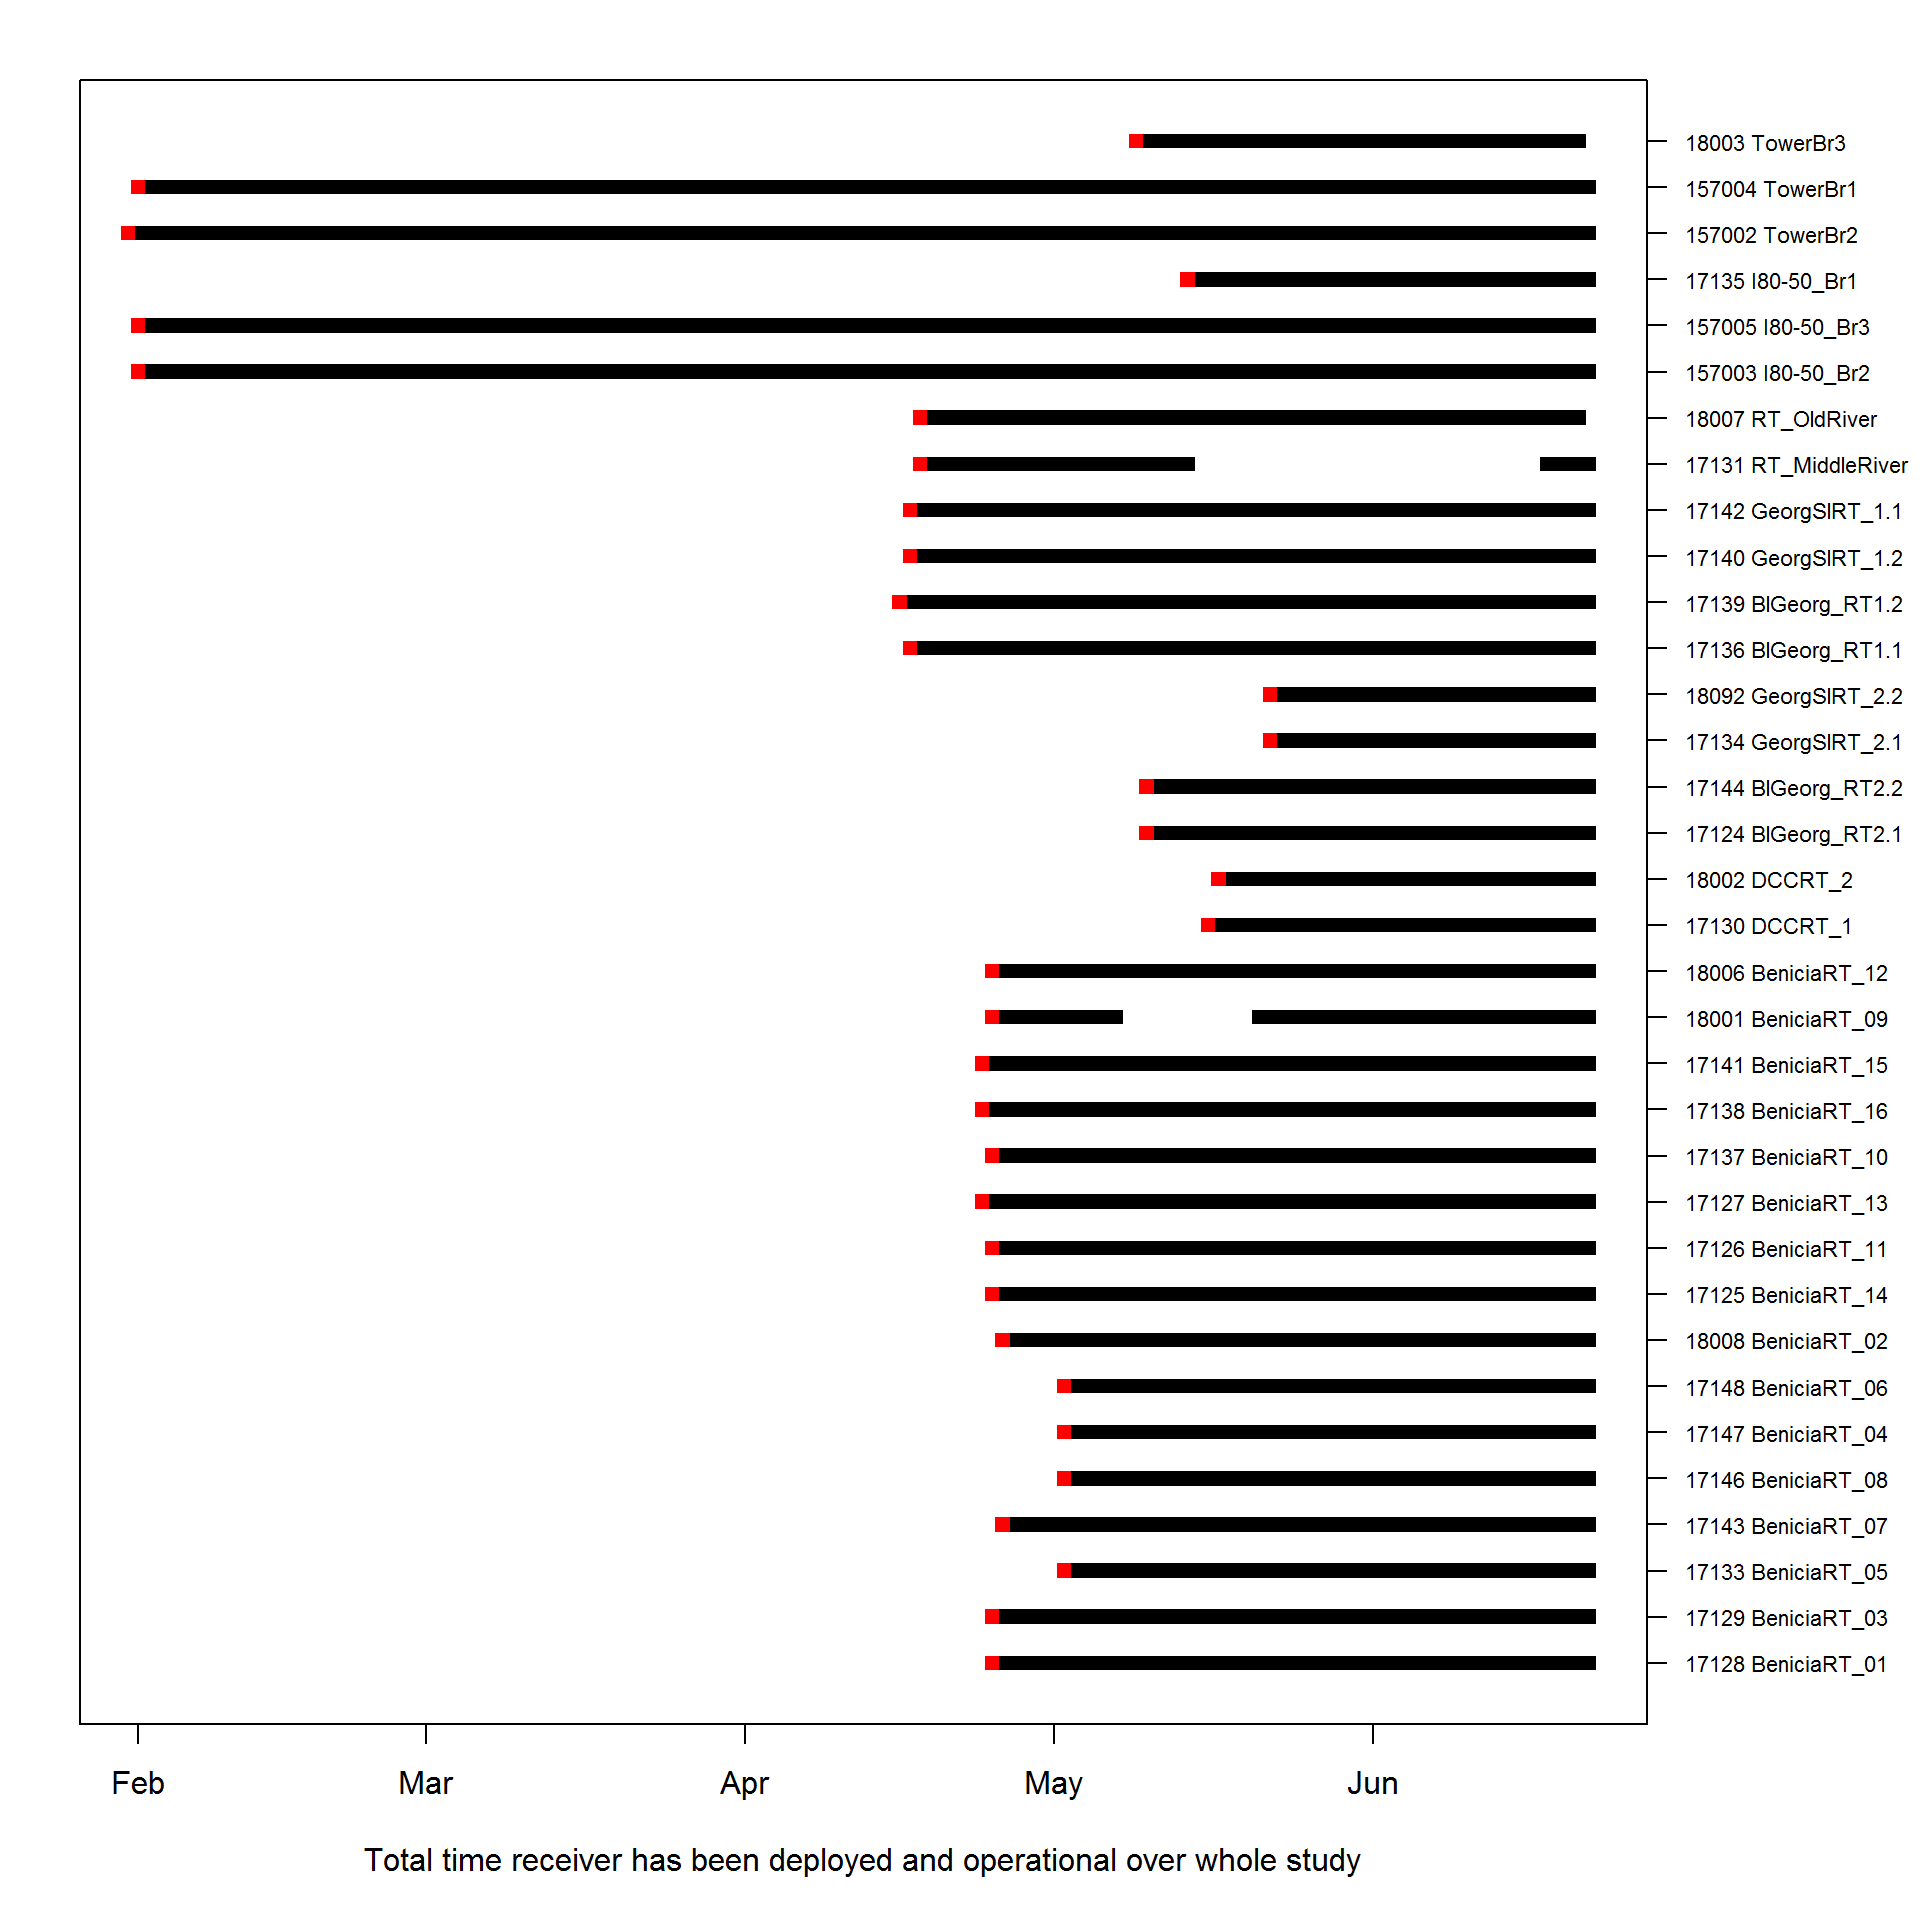 18003 TowerBr3
157004 TowerBr1
157002 TowerBr2
17135 I80-50_Br1
157005 I80-50_Br3
157003 I80-50_Br2
18007 RT_OldRiver
17131 RT_MiddleRiver
17142 GeorgSlRT_1.1
17140 GeorgSlRT_1.2
17139 BlGeorg_RT1.2
17136 BlGeorg_RT1.1
18092 GeorgSlRT_2.2
17134 GeorgSlRT_2.1
17144 BlGeorg_RT2.2
17124 BlGeorg_RT2.1
18002 DCCRT_2
17130 DCCRT_1
18006 BeniciaRT_12
18001 BeniciaRT_09
17141 BeniciaRT_15
17138 BeniciaRT_16
17137 BeniciaRT_10
17127 BeniciaRT_13
17126 BeniciaRT_11
17125 BeniciaRT_14
18008 BeniciaRT_02
17148 BeniciaRT_06
17147 BeniciaRT_04
17146 BeniciaRT_08
17143 BeniciaRT_07
17133 BeniciaRT_05
17129 BeniciaRT_03
17128 BeniciaRT_01
Feb Mar Apr May Jun
Total time receiver has been deployed and operational over whole study